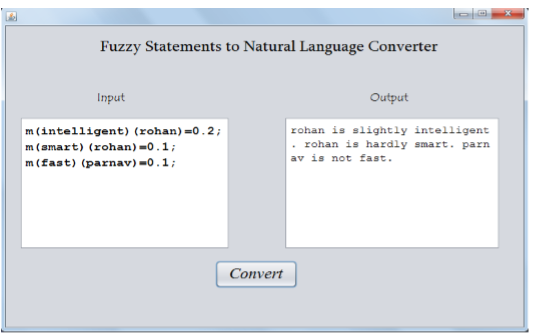 Fuzzy Statements to Natural Language Converter
Input
Output
m(intelligent)(rohan)=0.2;
m(smart)(rohan)=0.1;
m(fast)(parnav)=0.1;
rohan is slightly intelligent
. rohan is hardly smart. parn
av is not fast.
Convert